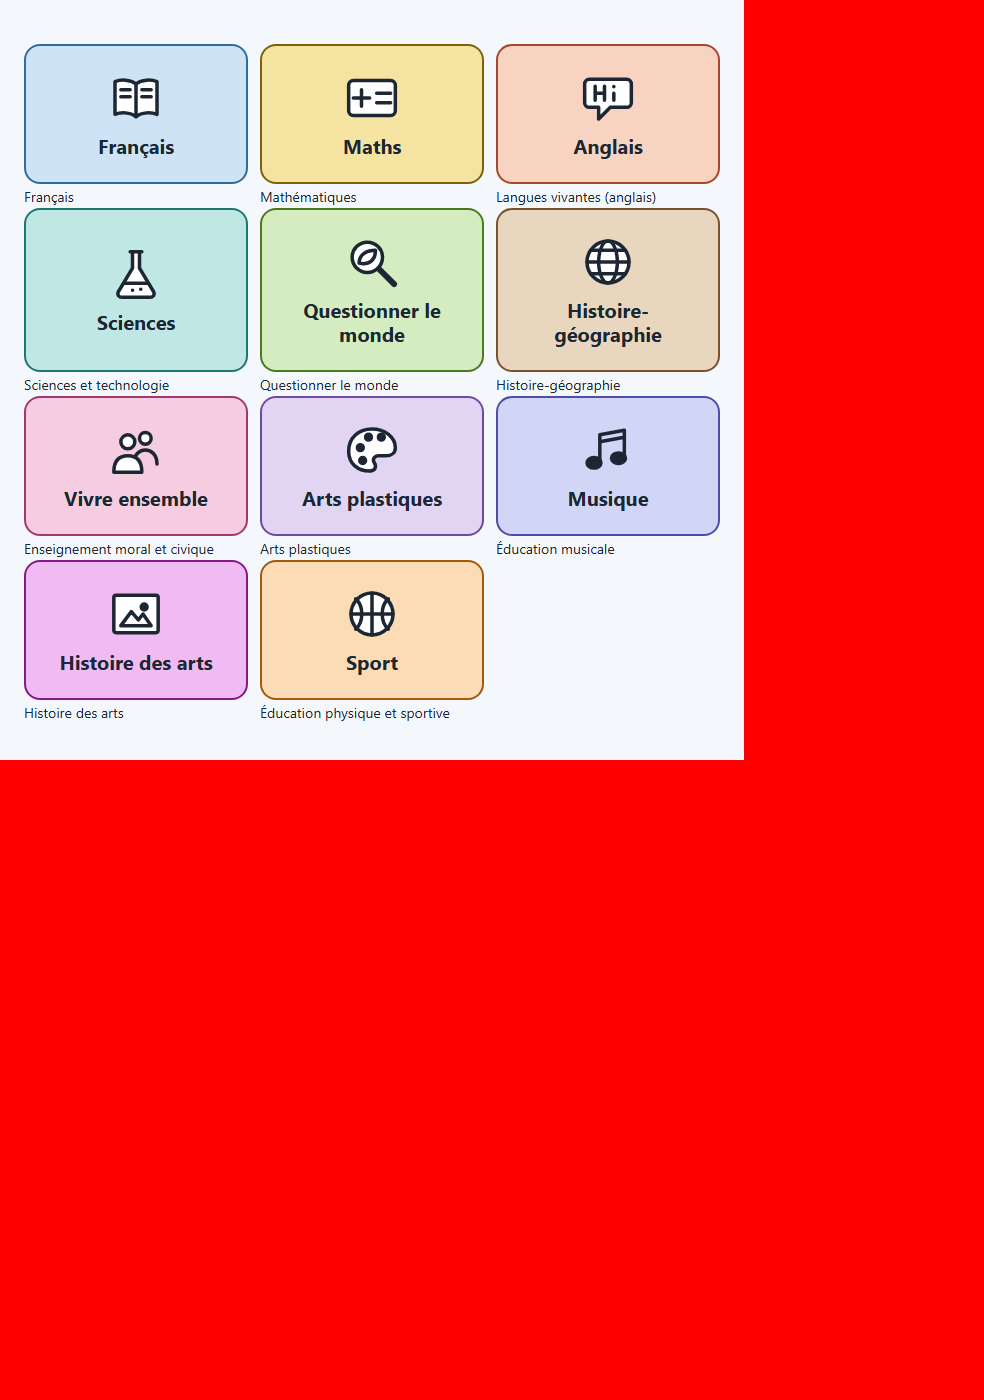 Hi
Français
Maths
Anglais
Français
Mathématiques
Langues vivantes (anglais)
Sciences
Questionner le
monde
Histoire-
géographie
Sciences et technologie
Questionner le monde
Histoire-géographie
Vivre ensemble
Arts plastiques
Musique
Enseignement moral et civique
Arts plastiques
Éducation musicale
Histoire des arts
Sport
Histoire des arts
Éducation physique et sportive